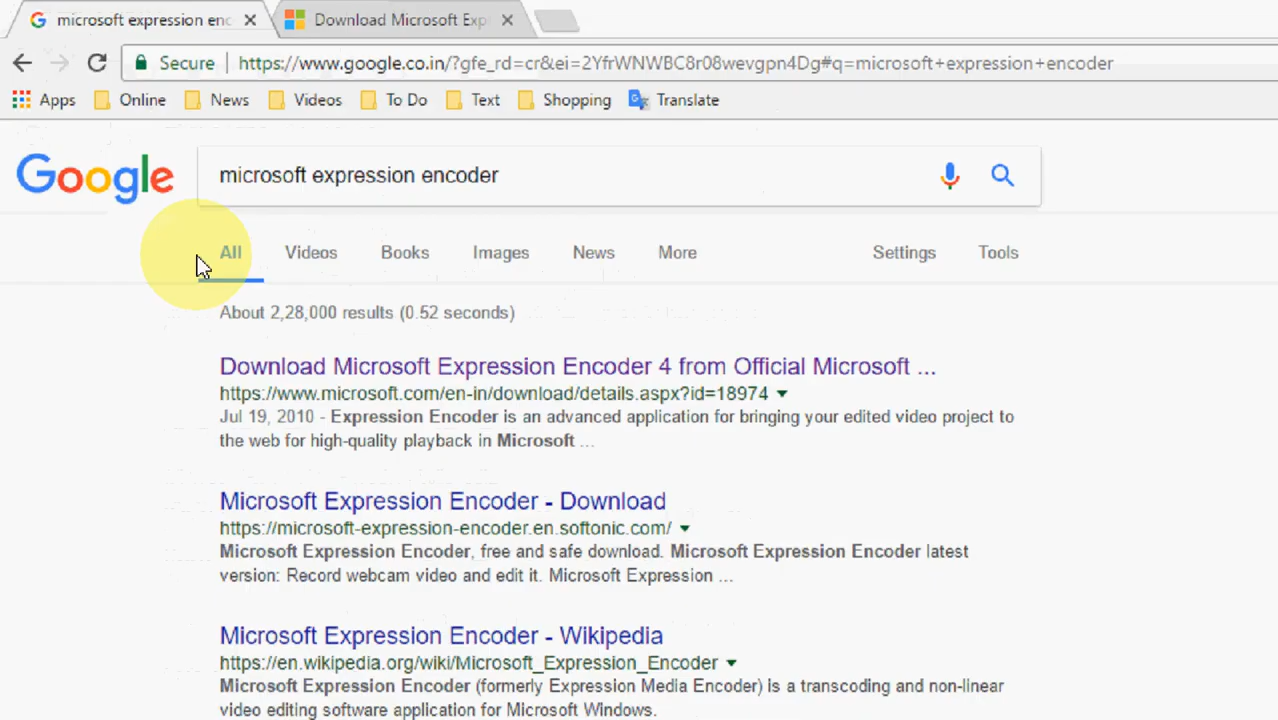 microsoft expression enc
Download Microsoft Exp
Secure https://www.google.co.in/?gfe_rd=cr&ei=2YfrWNWBC8r08wevgpn4Dg#q=microsoft+expression+encoder
Apps Online News Videos To Do Text Shopping Translate
Google microsoft expression encoder
All Videos Books Images News More Settings Tools
About 2,28,000 results (0.52 seconds)
Download Microsoft Expression Encoder 4 from Official Microsoft ...
https://www.microsoft.com/en-in/download/details.aspx?id=18974
Jul 19, 2010 - Expression Encoder is an advanced application for bringing your edited video project to
the web for high-quality playback in Microsoft ...
Microsoft Expression Encoder - Download
https://microsoft-expression-encoder.en.softonic.com/
Microsoft Expression Encoder, free and safe download. Microsoft Expression Encoder latest
version: Record webcam video and edit it. Microsoft Expression ...
Microsoft Expression Encoder - Wikipedia
https://en.wikipedia.org/wiki/Microsoft_Expression_Encoder
Microsoft Expression Encoder (formerly Expression Media Encoder) is a transcoding and non-linear
video editing software application for Microsoft Windows.